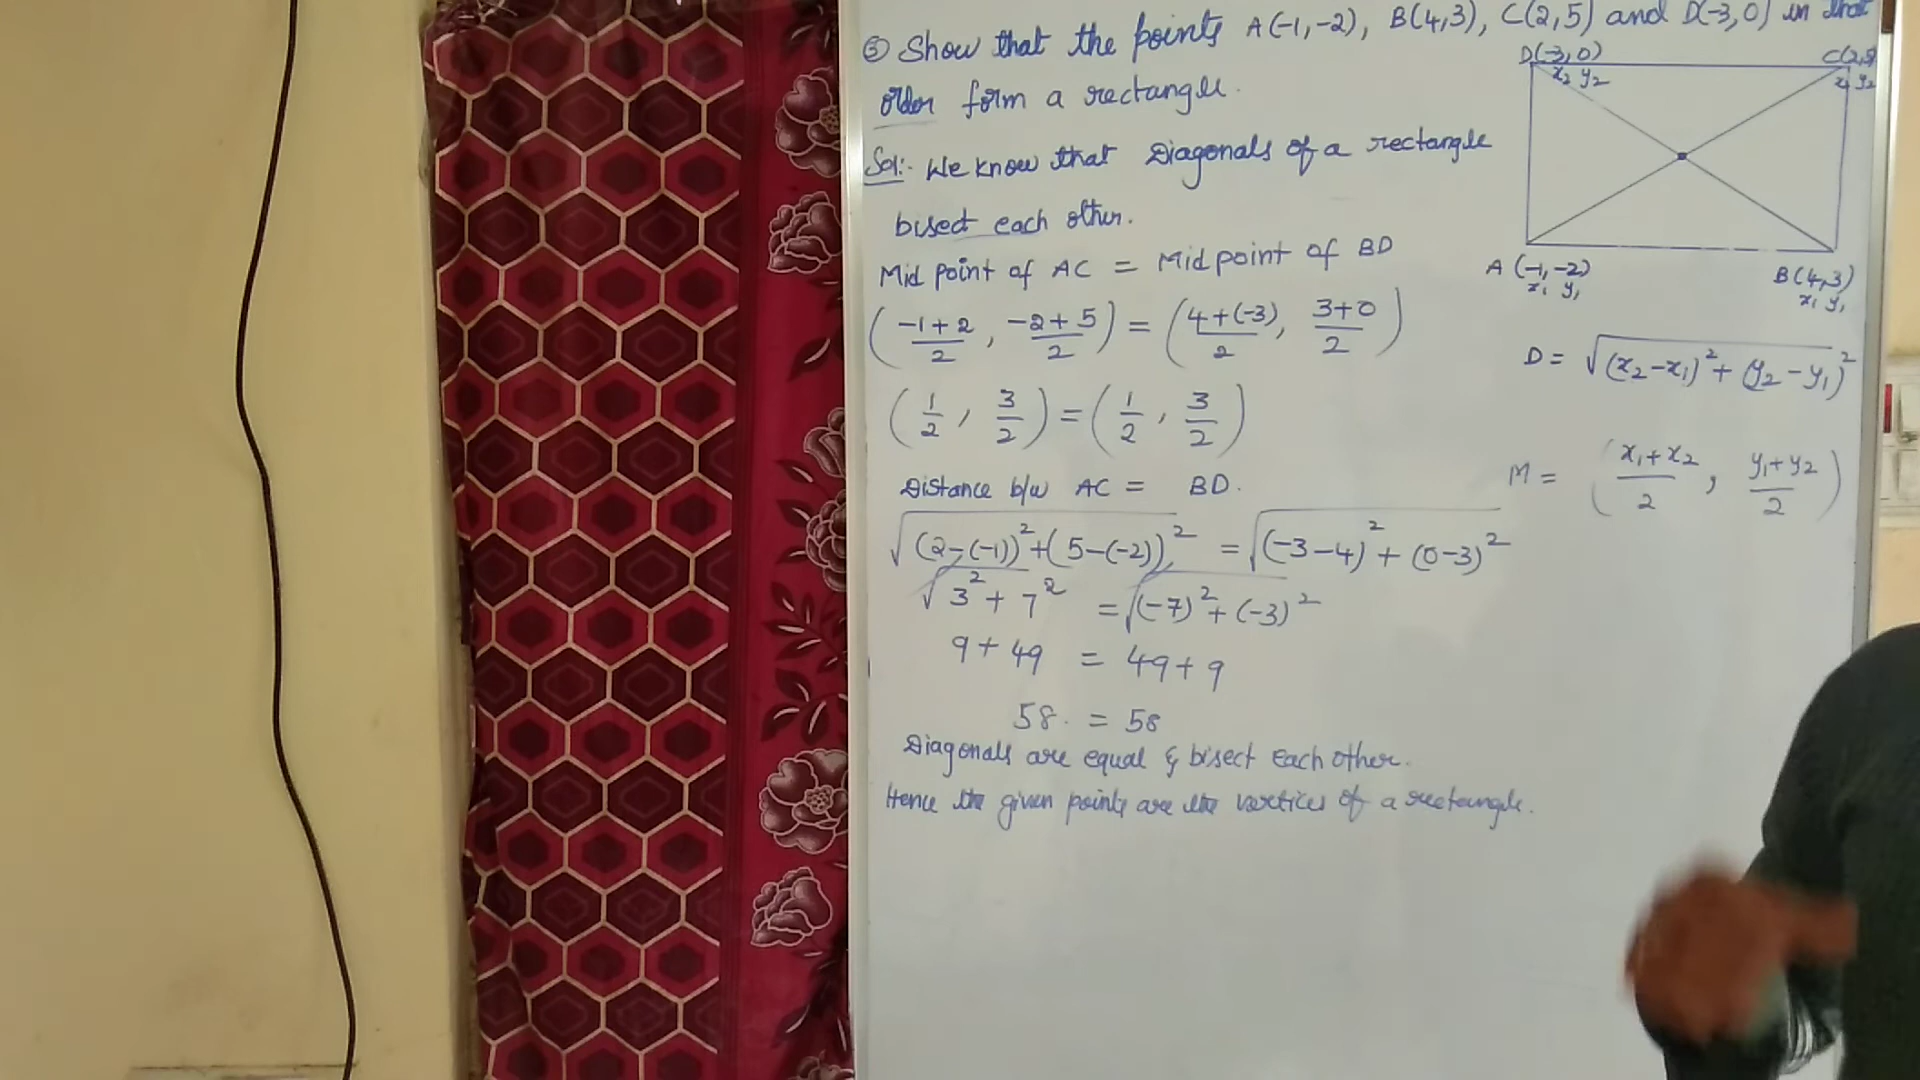 ③ Show that the points A(-1,-2), B(4,3), C(2,5) and D(-3,0) in that
order form a rectangle.
Sol:- We know that Diagonals of a rectangle
bisect each other.
Mid point of AC = Midpoint of BD
(-1+2/2, -2+5/2) = (4+(-3)/2, 3+0/2)
(1/2, 3/2) = (1/2, 3/2)
Distance b/w AC = BD.
√(2-(-1))²+(5-(-2))² = √(-3-4)²+(0-3)²
√3²+7² = √(-7)²+(-3)²
9+49 = 49+9
58. = 58
Diagonals are equal & bisect Each other.
Hence the given points are the vertices of a rectangle.
D(-3,0)
x₂ y₂
C(2,5)
x₂ y₂
A (-1,-2)
x₁ y₁
B(4,3)
x₁ y₁
D = √(x₂-x₁)²+(y₂-y₁)²
M = (x₁+x₂/2, y₁+y₂/2)